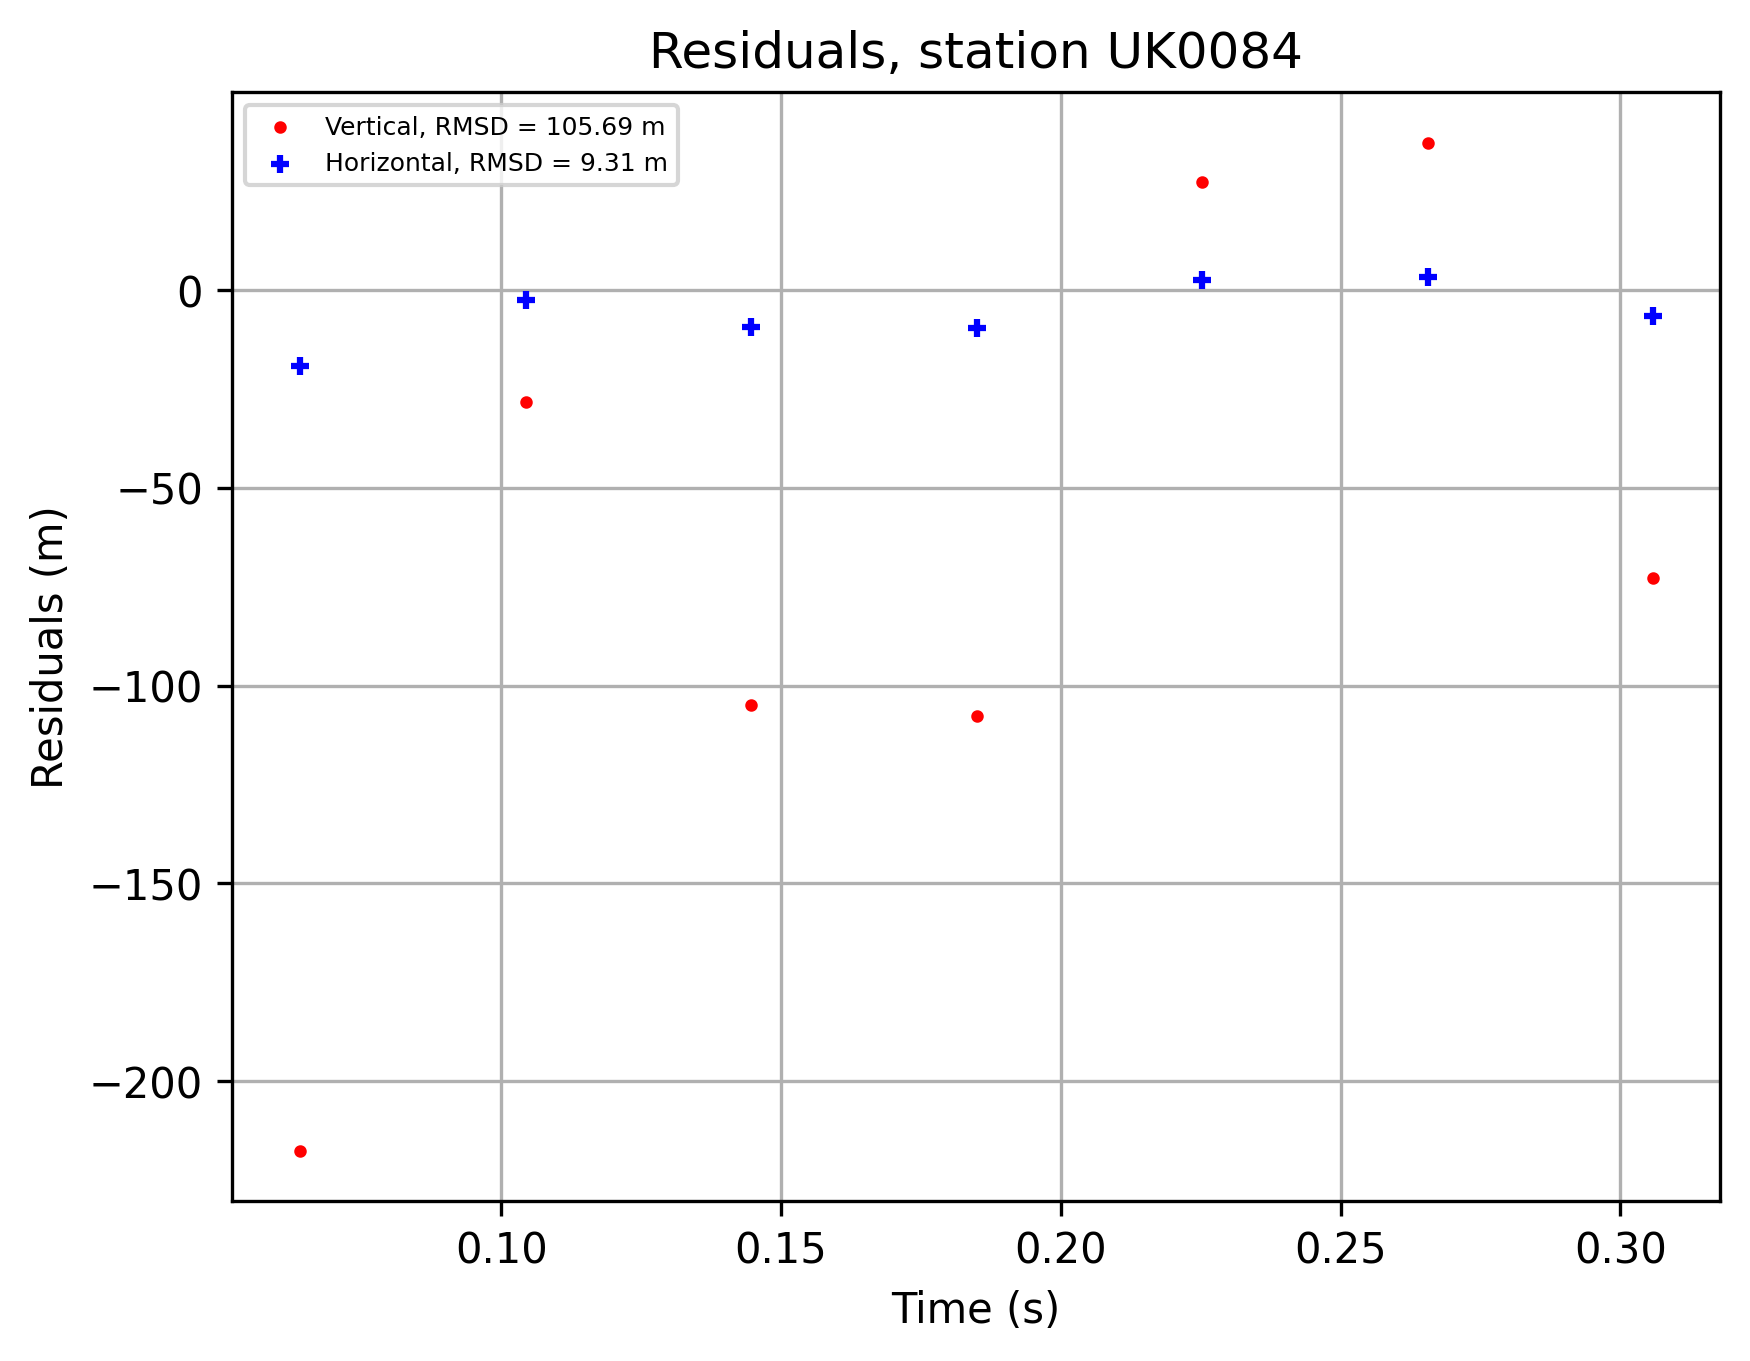 Residuals, station UK0084
Vertical, RMSD = 105.69 m
Horizontal, RMSD = 9.31 m
0
−50
−100
−150
−200
Residuals (m)
0.10 0.15 0.20 0.25 0.30
Time (s)